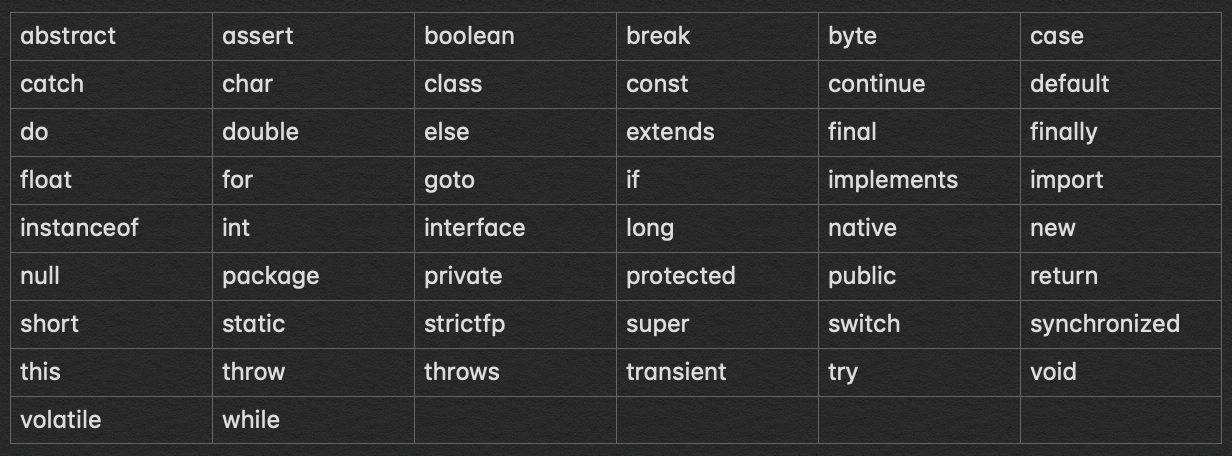 abstract assert boolean break byte case
catch char class const continue default
do double else extends final finally
float for goto if implements import
instanceof int interface long native new
null package private protected public return
short static strictfp super switch synchronized
this throw throws transient try void
volatile while